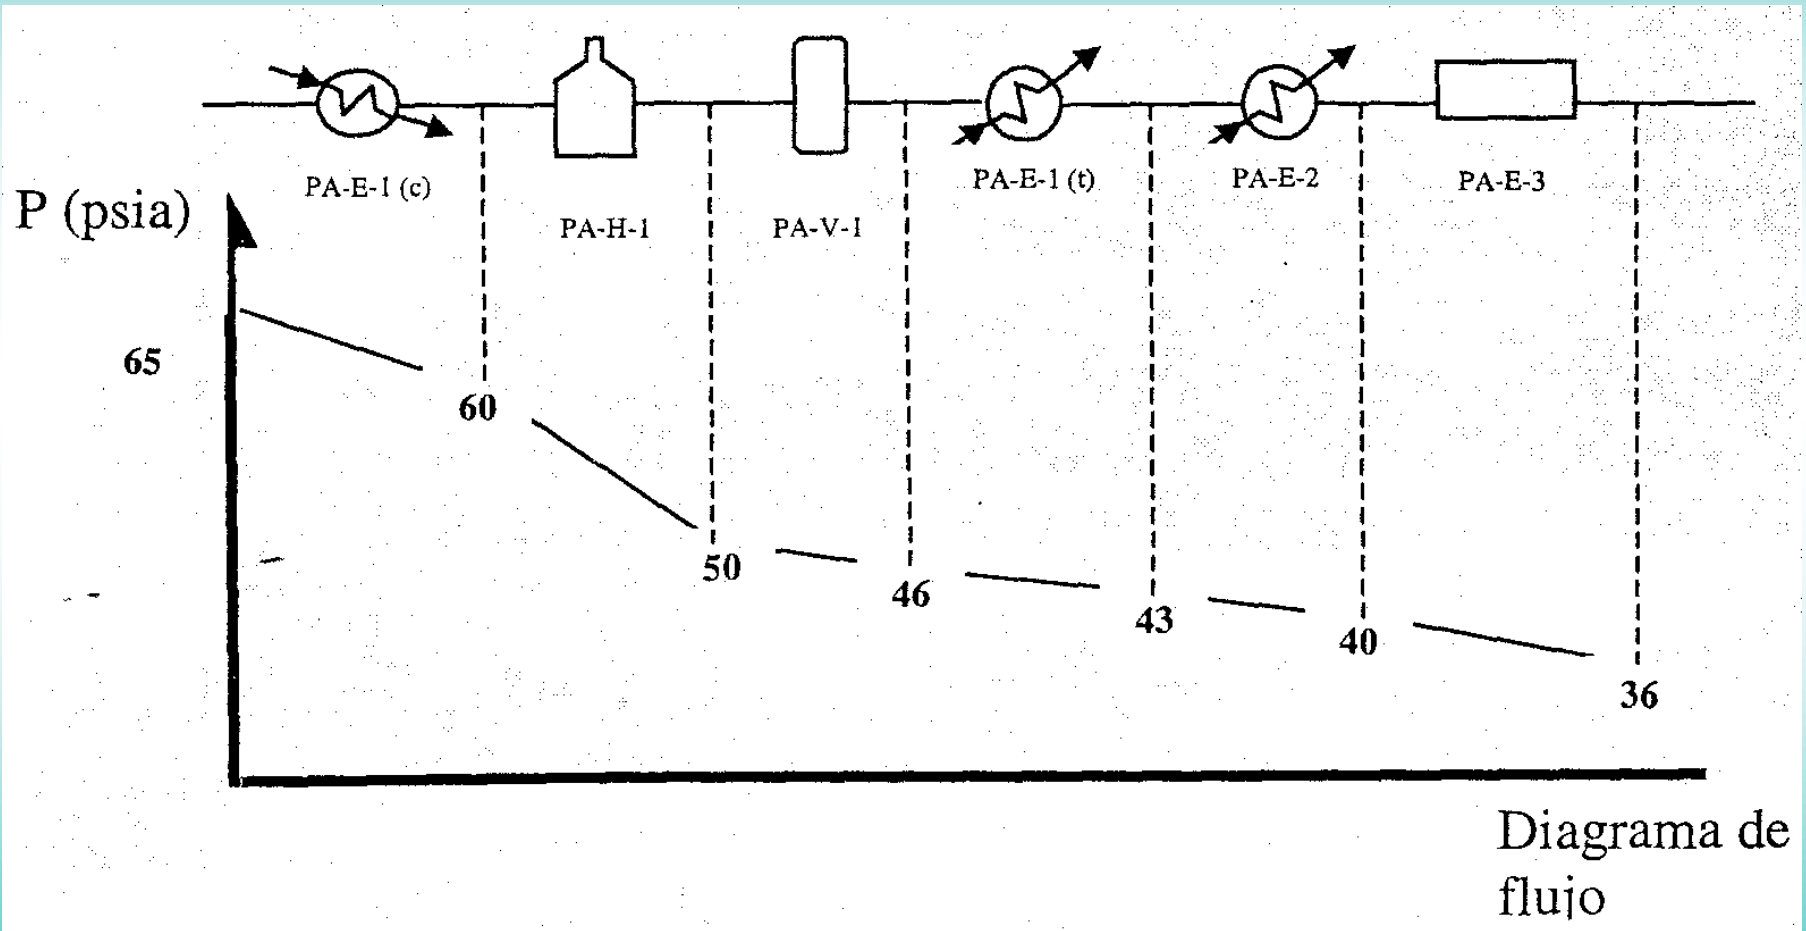 PA-E-1 (c)
PA-H-1
PA-V-1
PA-E-1 (t)
PA-E-2
PA-E-3
P (psia)
65
60
50
46
43
40
36
Diagrama de
flujo